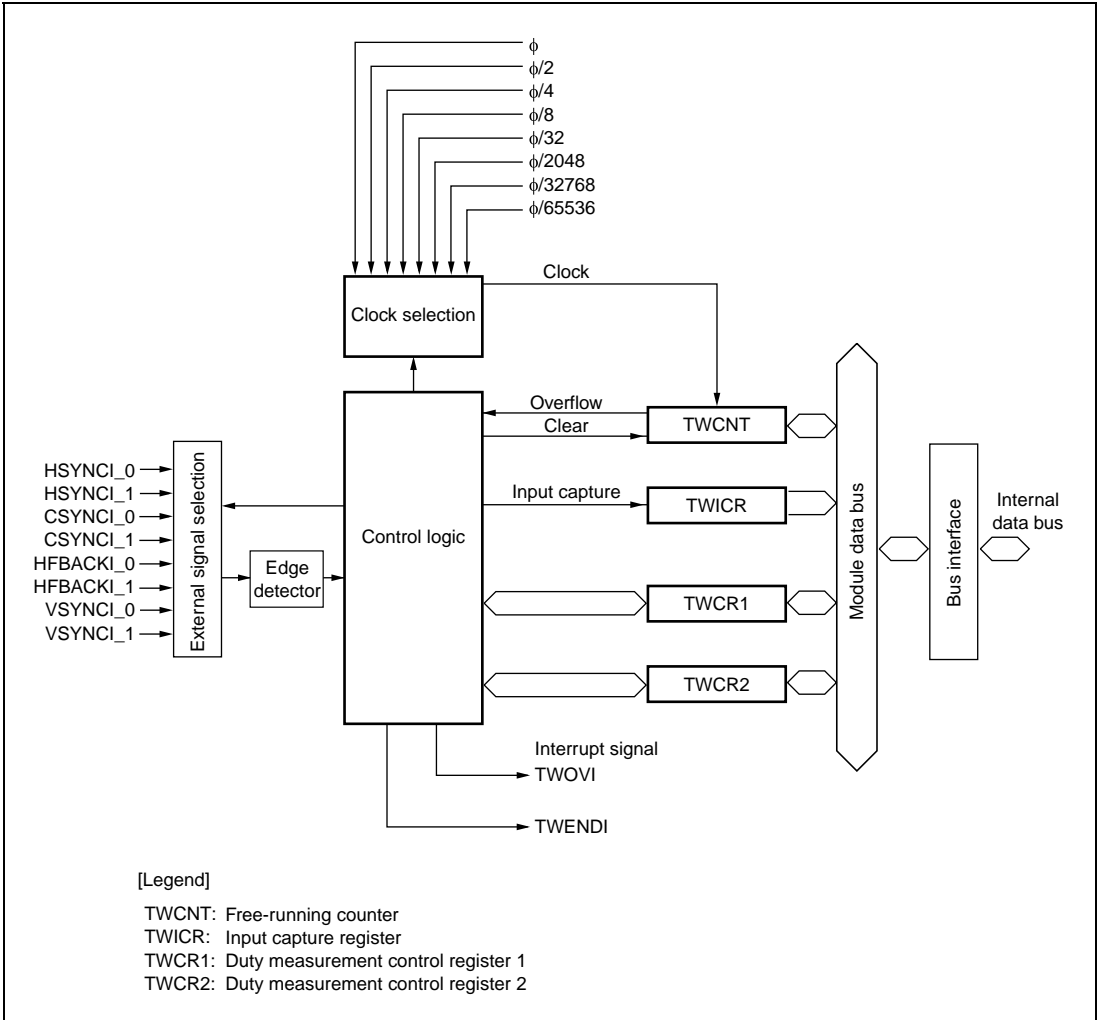 ϕ
ϕ/2
ϕ/4
ϕ/8
ϕ/32
ϕ/2048
ϕ/32768
ϕ/65536
Clock
Clock selection
Overflow
Clear
TWCNT
HSYNCI_0
HSYNCI_1
CSYNCI_0
CSYNCI_1
HFBACKI_0
HFBACKI_1
VSYNCI_0
VSYNCI_1
External signal selection
Edge
detector
Control logic
Input capture
TWICR
TWCR1
TWCR2
Module data bus
Bus interface
Internal
data bus
Interrupt signal
TWOVI
TWENDI
[Legend]
TWCNT: Free-running counter
TWICR: Input capture register
TWCR1: Duty measurement control register 1
TWCR2: Duty measurement control register 2